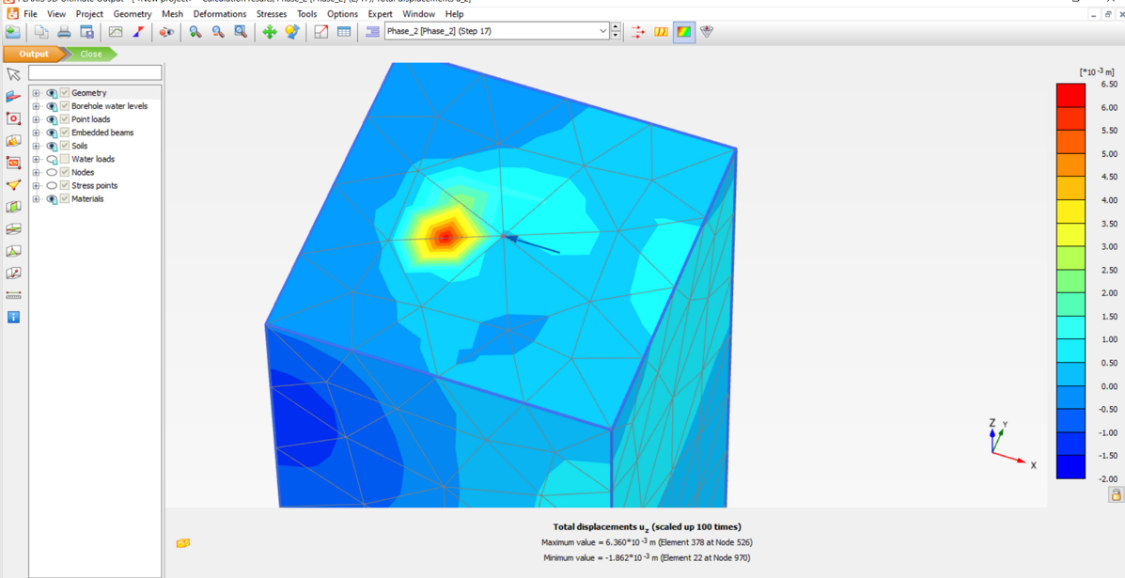 File View Project Geometry Mesh Deformations Stresses Tools Options Expert Window Help
Phase_2 [Phase_2] (Step 17)
Output Close
Geometry
Borehole water levels
Point loads
Embedded beams
Soils
Water loads
Nodes
Stress points
Materials
[*10⁻³ m]
6.50
6.00
5.50
5.00
4.50
4.00
3.50
3.00
2.50
2.00
1.50
1.00
0.50
0.00
-0.50
-1.00
-1.50
-2.00
Z Y
X
Total displacements u_z (scaled up 100 times)
Maximum value = 6.360*10⁻³ m (Element 378 at Node 526)
Minimum value = -1.862*10⁻³ m (Element 22 at Node 970)